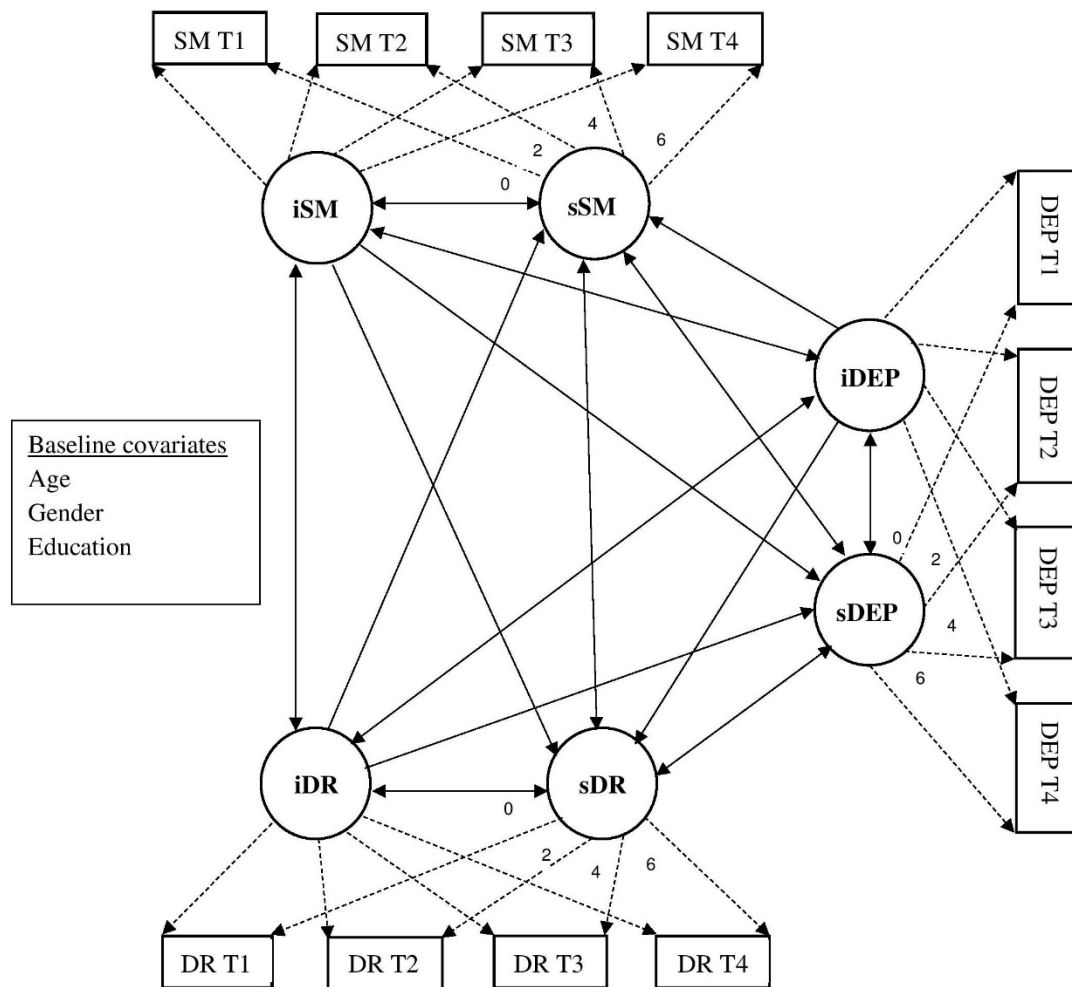 SM T1
SM T2
SM T3
SM T4
4
6
2
0
iSM
sSM
DEP T1
iDEP
DEP T2
Baseline covariates
Age
Gender
Education
0
2
DEP T3
sDEP
4
6
DEP T4
iDR
sDR
0
2
4
6
DR T1
DR T2
DR T3
DR T4